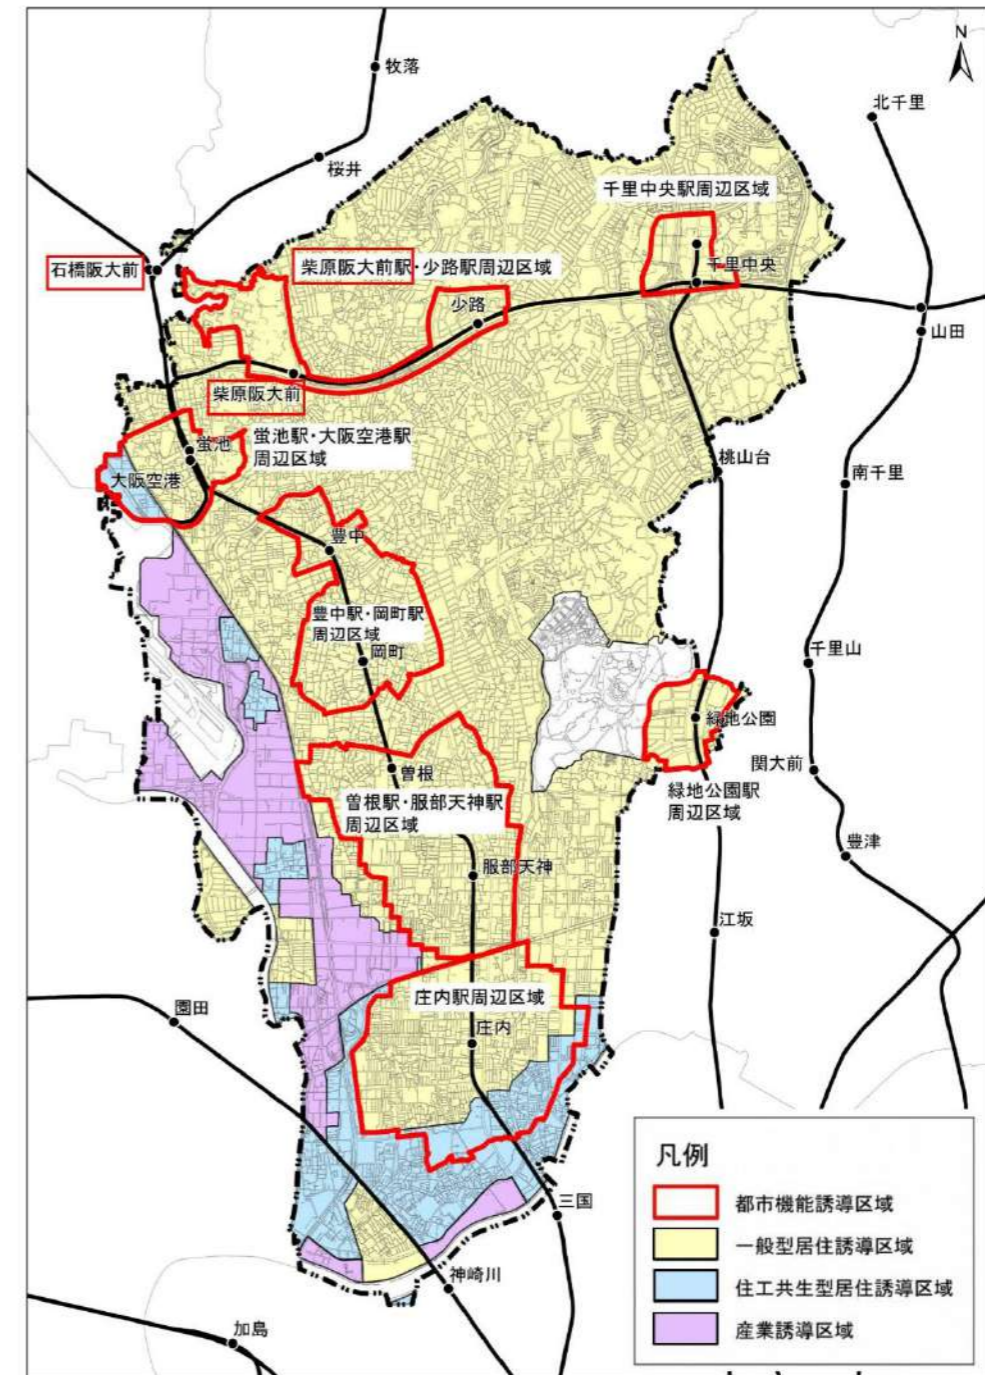 N
牧落
北千里
桜井
千里中央駅周辺区域
石橋阪大前
柴原阪大前駅・少路駅周辺区域
千里中央
少路
山田
柴原阪大前
蛍池
蛍池駅・大阪空港駅
周辺区域
大阪空港
桃山台
南千里
豊中
豊中駅・岡町駅
周辺区域
岡町
千里山
緑地公園
曽根
関大前
緑地公園駅
周辺区域
曽根駅・服部天神駅
周辺区域
豊津
服部天神
江坂
庄内駅周辺区域
園田
庄内
三国
神崎川
加島
凡例
都市機能誘導区域
一般型居住誘導区域
住工共生型居住誘導区域
産業誘導区域